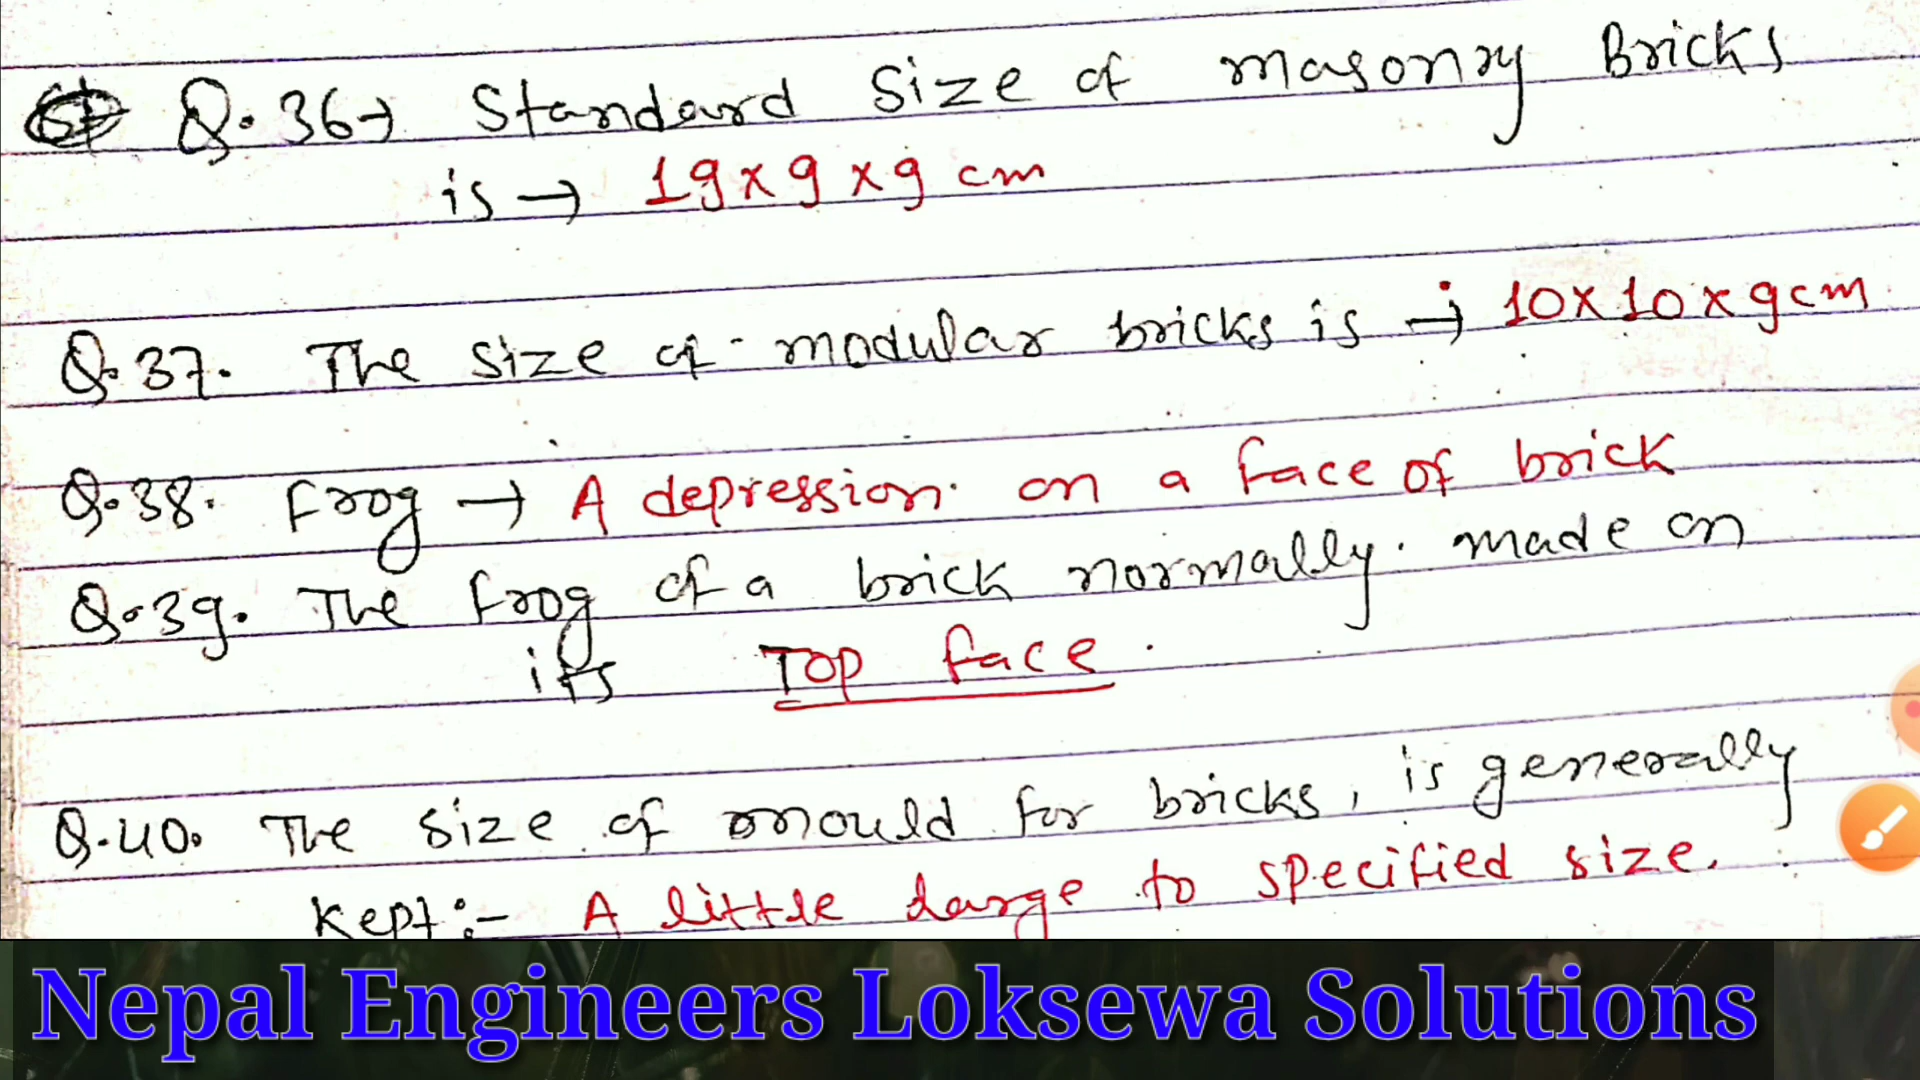 Q.36→ Standard Size of masonry Bricks
is → 19x9x9 cm
Q.37. The size of modular bricks is → 10x10x9cm
Q.38. Frog → A depression on a face of brick
Q.39. The frog of a brick normally made on
its Top face.
Q.40. The size of mould for bricks, is generally
Kept:- A little large to specified size.
Nepal Engineers Loksewa Solutions